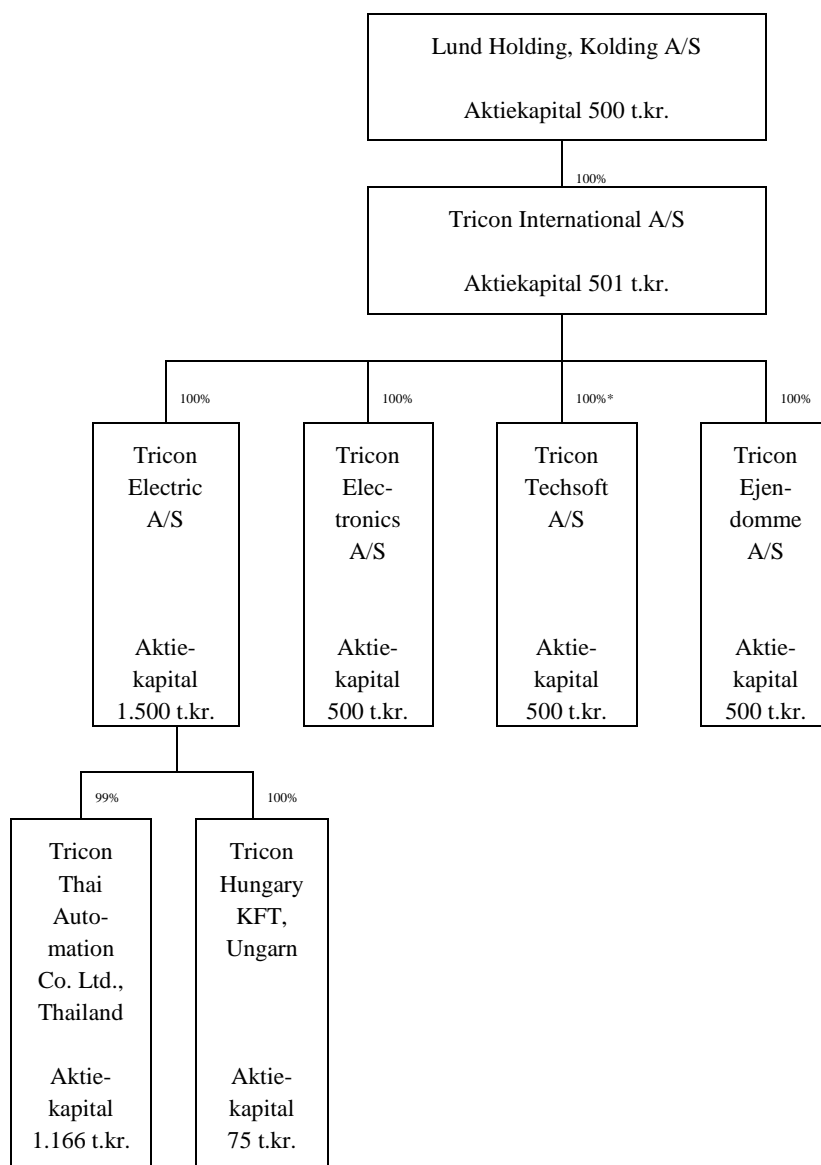 Lund Holding, Kolding A/S
Aktiekapital 500 t.kr.
100%
Tricon International A/S
Aktiekapital 501 t.kr.
100%
Tricon
Electric
A/S
Aktie-
kapital
1.500 t.kr.
100%
Tricon
Elec-
tronics
A/S
Aktie-
kapital
500 t.kr.
100%*
Tricon
Techsoft
A/S
Aktie-
kapital
500 t.kr.
100%
Tricon
Ejen-
domme
A/S
Aktie-
kapital
500 t.kr.
99%
Tricon
Thai
Auto-
mation
Co. Ltd.,
Thailand
Aktie-
kapital
1.166 t.kr.
100%
Tricon
Hungary
KFT,
Ungarn
Aktie-
kapital
75 t.kr.